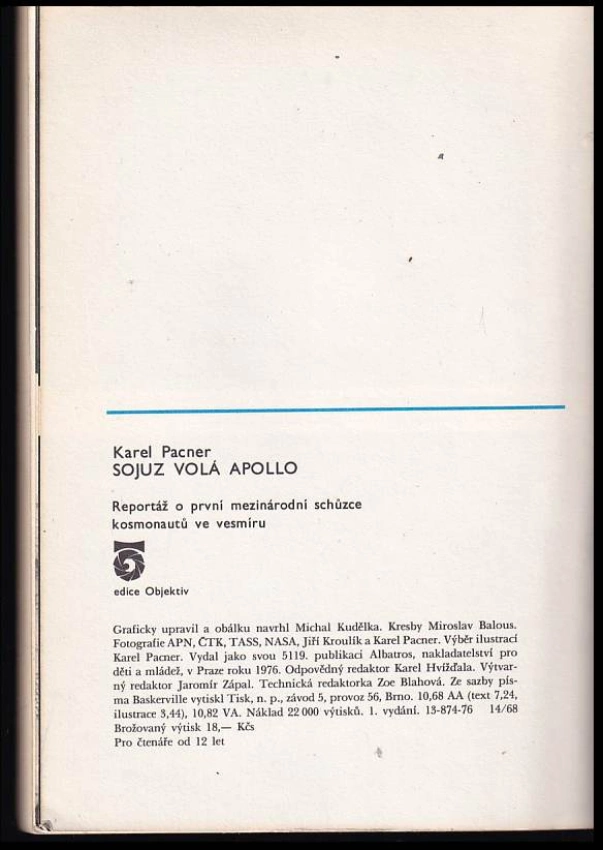 Karel Pacner
SOJUZ VOLÁ APOLLO
Reportáž o první mezinárodní schůzce
kosmonautů ve vesmíru
edice Objektiv
Graficky upravil a obálku navrhl Michal Kudělka. Kresby Miroslav Balous.
Fotografie APN, ČTK, TASS, NASA, Jiří Kroulík a Karel Pacner. Výběr ilustrací
Karel Pacner. Vydal jako svou 5119. publikaci Albatros, nakladatelství pro
děti a mládež, v Praze roku 1976. Odpovědný redaktor Karel Hvížďala. Výtvar-
ný redaktor Jaromír Zápal. Technická redaktorka Zoe Blahová. Ze sazby pís-
ma Baskerville vytiskl Tisk, n. p., závod 5, provoz 56, Brno. 10,68 AA (text 7,24,
ilustrace 3,44), 10,82 VA. Náklad 22 000 výtisků. 1. vydání. 13-874-76 14/68
Brožovaný výtisk 18,— Kčs
Pro čtenáře od 12 let